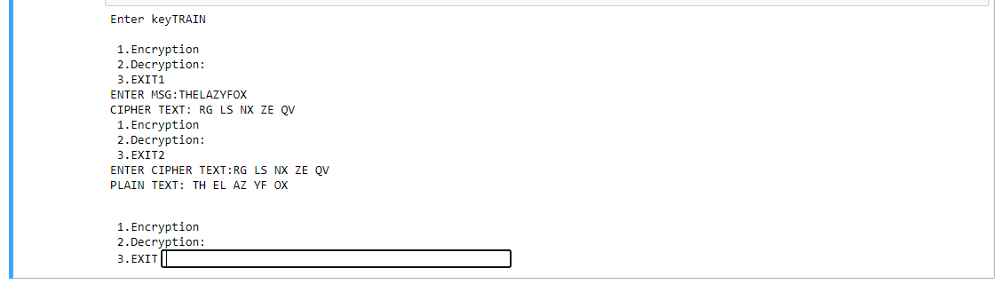 Enter keyTRAIN
1.Encryption
2.Decryption:
3.EXIT1
ENTER MSG:THELAZYFOX
CIPHER TEXT: RG LS NX ZE QV
1.Encryption
2.Decryption:
3.EXIT2
ENTER CIPHER TEXT:RG LS NX ZE QV
PLAIN TEXT: TH EL AZ YF OX
1.Encryption
2.Decryption:
3.EXIT